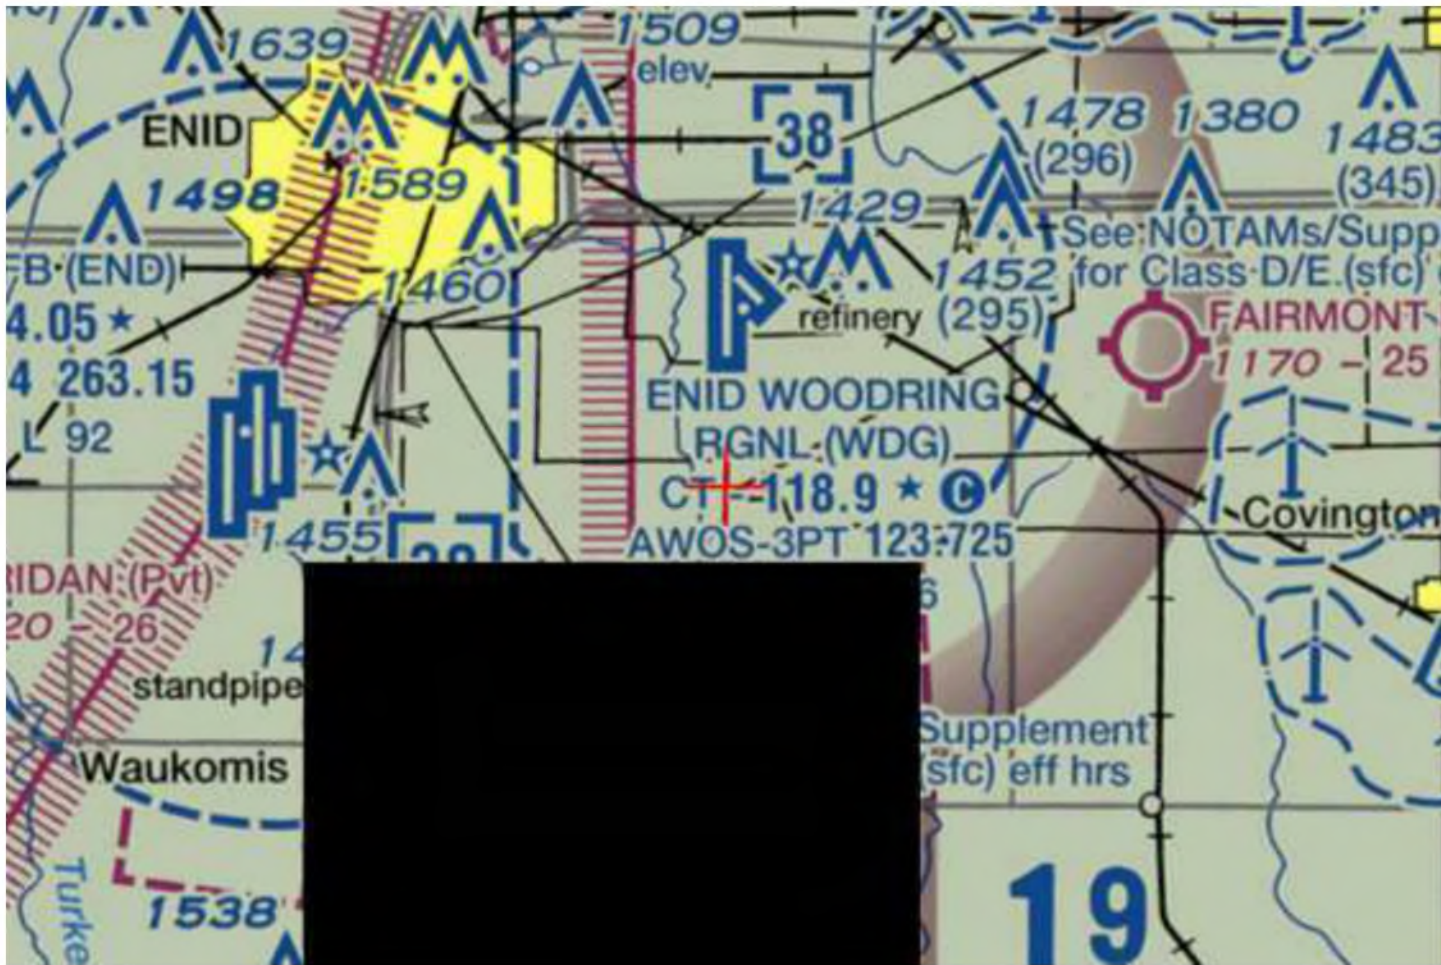 1639
1509
elev
ENID
38
1478
(296)
1380
1483
(345)
1498
1589
1429
See NOTAMs/Supp
for Class D/E (sfc)
FB (END)
1460
1452
(295)
refinery
FAIRMONT
1170 - 25
4.05 ★
4 263.15
L 92
ENID WOODRING
RGNL (WDG)
CT - 118.9 ★ C
AWOS-3PT 123.725
Covington
1455
RIDAN (Pvt)
20 - 26
6
14
standpipe
Supplement
(sfc) eff hrs
Waukomis
19
1538
Turke